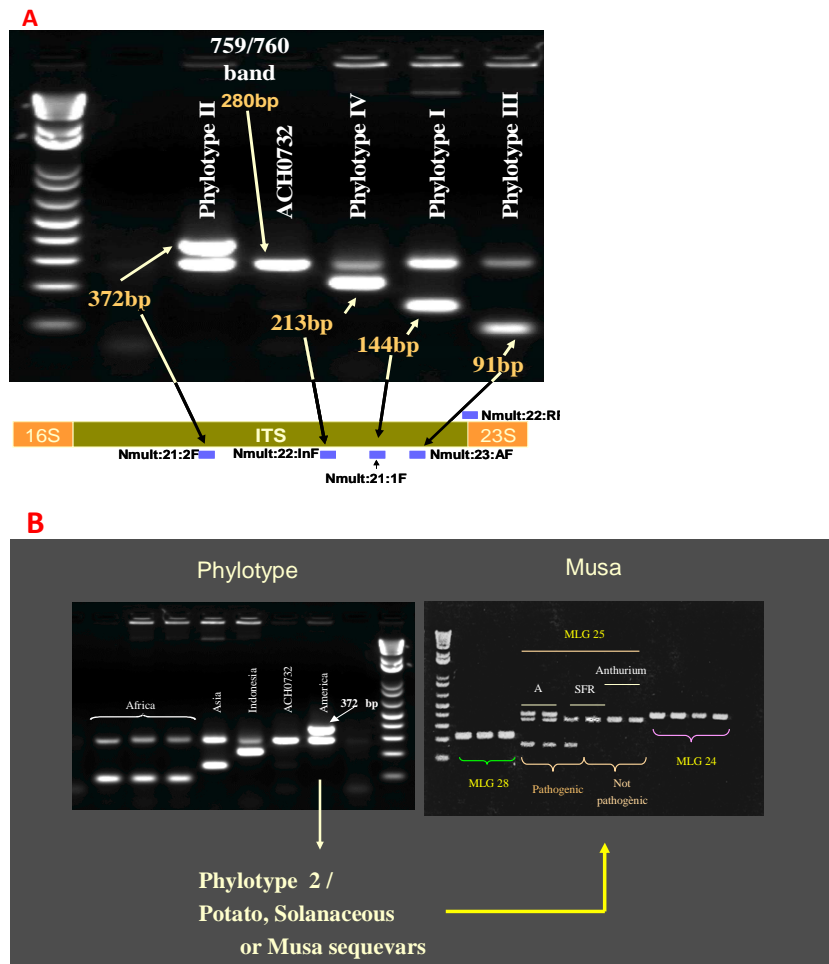 A
759/760
band
280bp
Phylotype II
ACH0732
Phylotype IV
Phylotype I
Phylotype III
372bp
213bp
144bp
91bp
Nmult:22:RF
16S
ITS
23S
Nmult:21:2F
Nmult:22:InF
Nmult:23:AF
Nmult:21:1F
B
Phylotype
Musa
Africa
Asia
Indonesia
ACH0732
America
372 bp
MLG 25
Anthurium
A
SFR
MLG 28
Pathogenic
Not
pathogènic
MLG 24
Phylotype 2 /
Potato, Solanaceous
or Musa sequevars